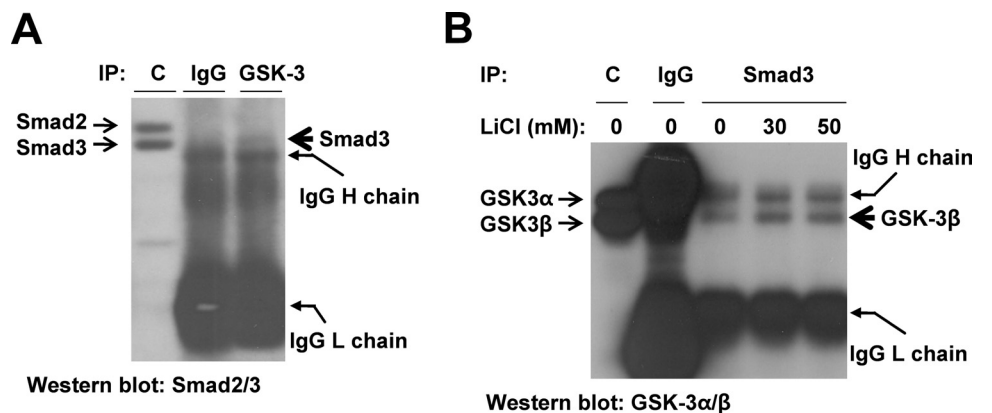 A
IP: C IgG GSK-3
Smad2
Smad3
Smad3
IgG H chain
IgG L chain
Western blot: Smad2/3
B
IP: C IgG Smad3
LiCl (mM): 0 0 0 30 50
IgG H chain
GSK3α
GSK3β
GSK-3β
IgG L chain
Western blot: GSK-3α/β